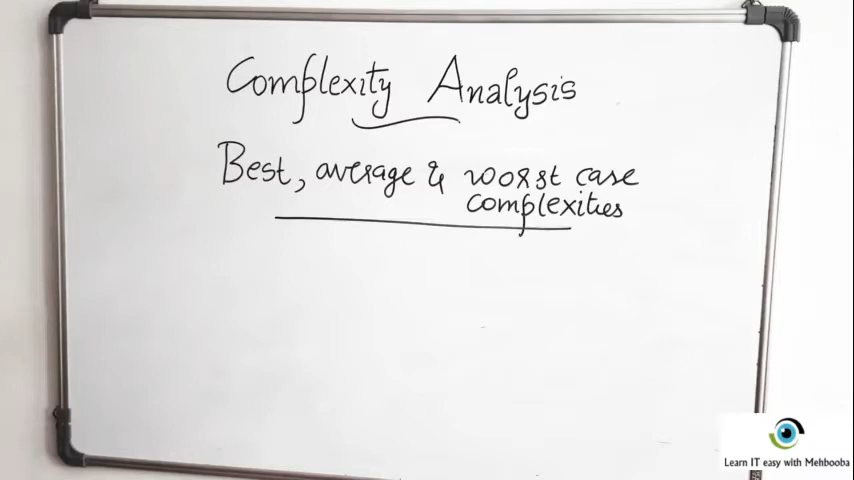 Complexity Analysis
Best, average & worst case
complexities
Learn IT easy with Mehbooba